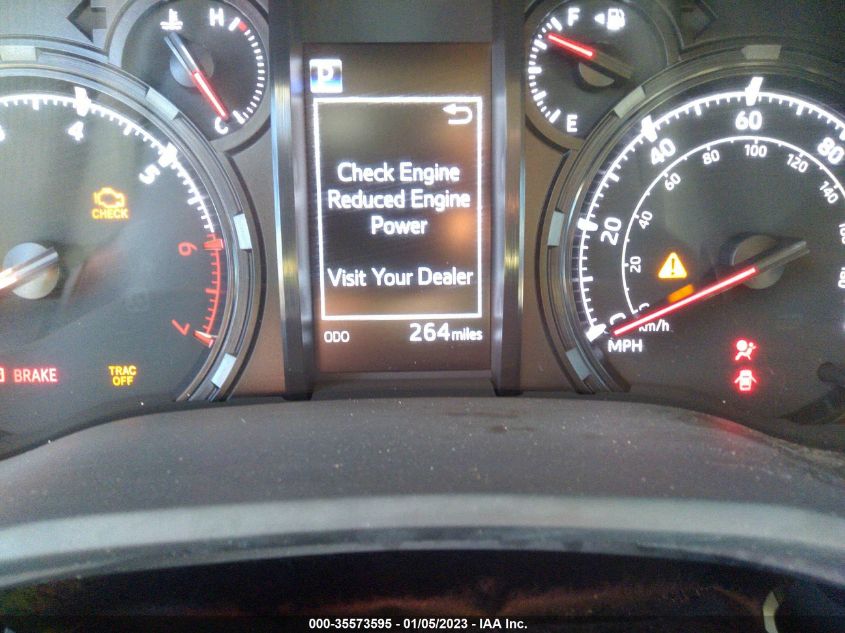 H
C
F
E
P
4
5
6
7
CHECK
BRAKE
TRAC
OFF
Check Engine
Reduced Engine
Power
Visit Your Dealer
ODO 264 miles
20
40
60
80
0
20
40
60
80
100
120
140
km/h
MPH
000-35573595 - 01/05/2023 - IAA Inc.